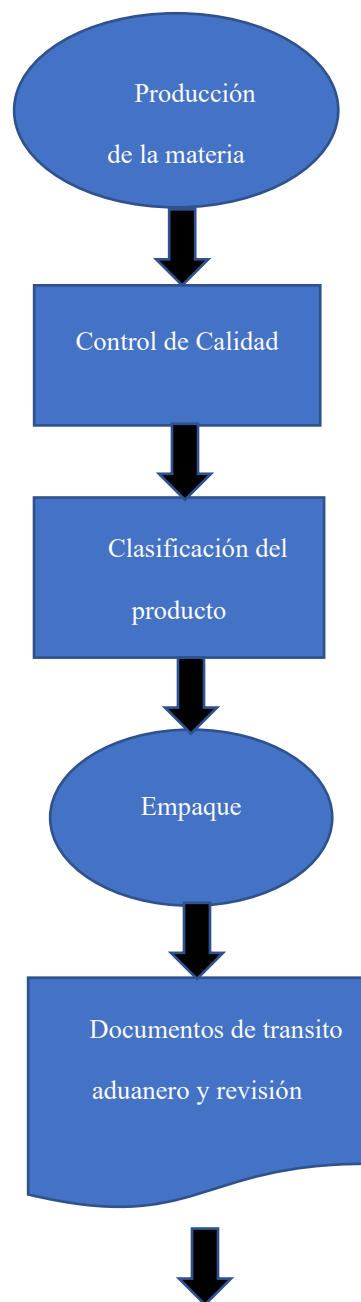 Producción
de la materia
Control de Calidad
Clasificación del
producto
Empaque
Documentos de transito
aduanero y revisión